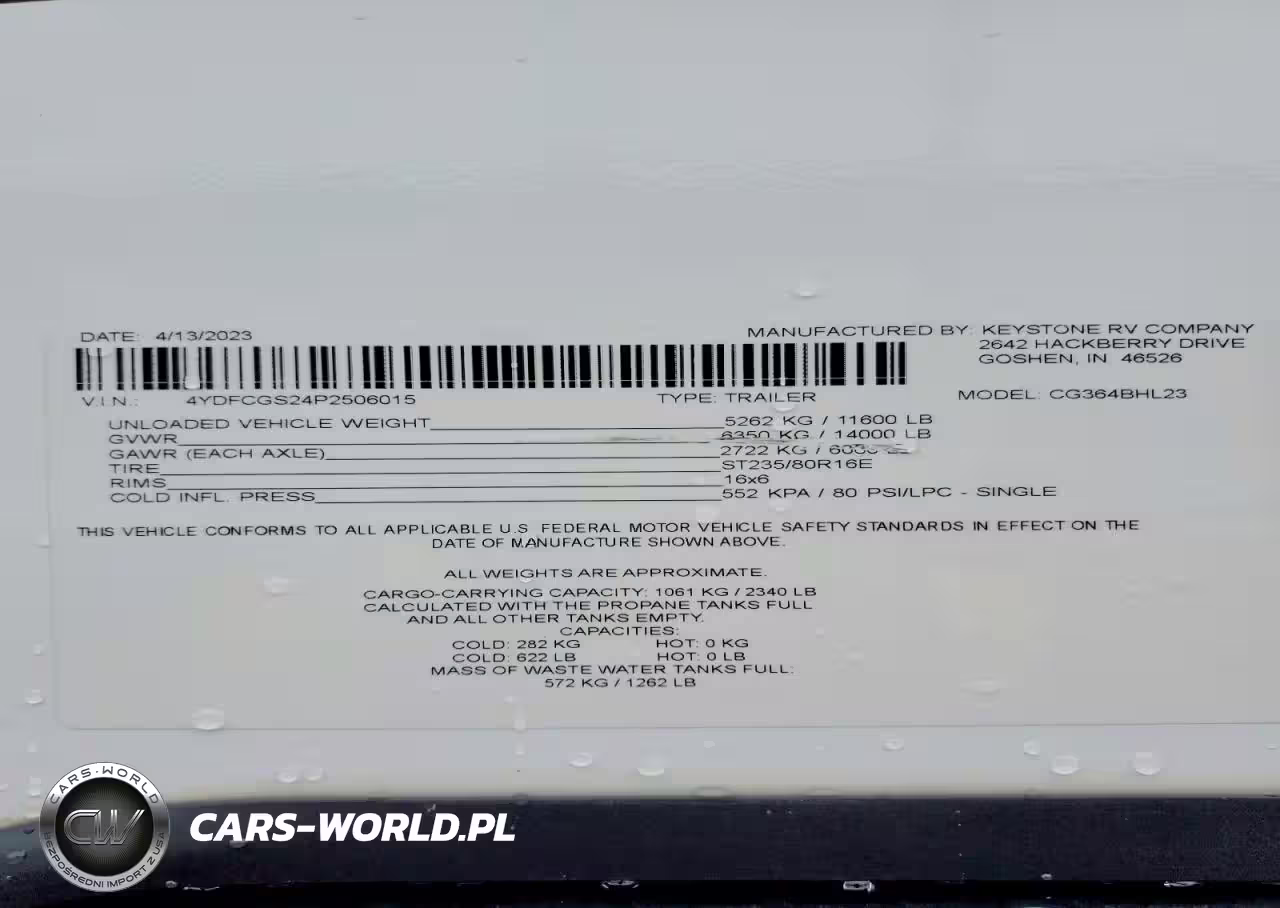 DATE: 4/13/2023
MANUFACTURED BY: KEYSTONE RV COMPANY
2642 HACKBERRY DRIVE
GOSHEN, IN 46526
V.I.N.: 4YDFCGS24P2506015 TYPE: TRAILER MODEL: CG364BHL23
UNLOADED VEHICLE WEIGHT 5262 KG / 11600 LB
GVWR 6350 KG / 14000 LB
GAWR (EACH AXLE) 2722 KG /
TIRE ST235/80R16E
RIMS 16x6
COLD INFL. PRESS 552 KPA / 80 PSI/LPC - SINGLE
THIS VEHICLE CONFORMS TO ALL APPLICABLE U.S. FEDERAL MOTOR VEHICLE SAFETY STANDARDS IN EFFECT ON THE
DATE OF MANUFACTURE SHOWN ABOVE.
ALL WEIGHTS ARE APPROXIMATE.
CARGO-CARRYING CAPACITY: 1061 KG / 2340 LB
CALCULATED WITH THE PROPANE TANKS FULL
AND ALL OTHER TANKS EMPTY.
CAPACITIES:
COLD: 282 KG HOT: 0 KG
COLD: 622 LB HOT: 0 LB
MASS OF WASTE WATER TANKS FULL:
572 KG / 1262 LB
CARS-WORLD
CW
BEZPOŚREDNI IMPORT Z USA
CARS-WORLD.PL